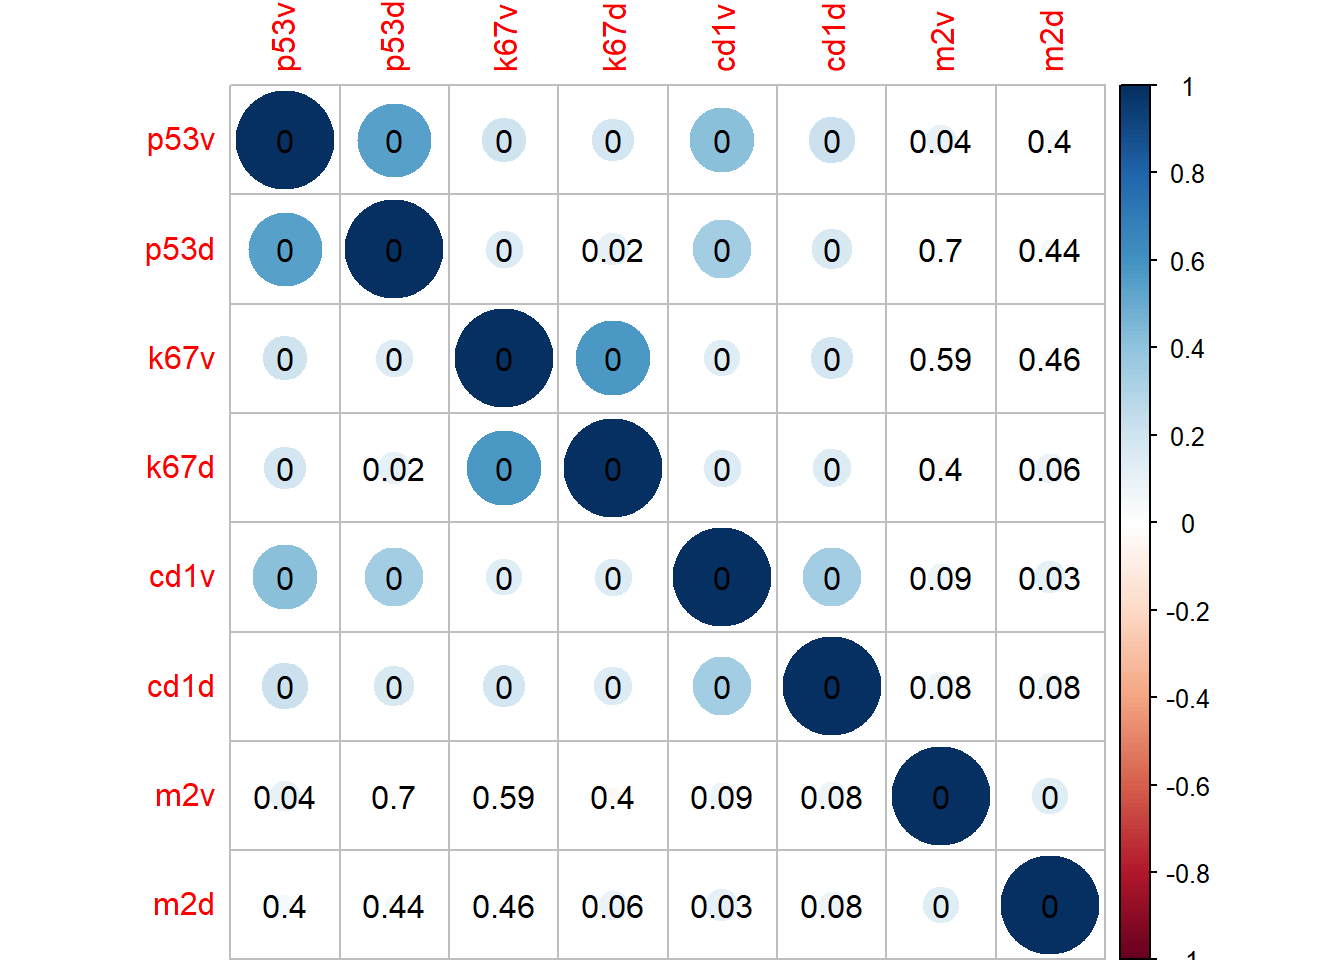 p53v p53d k67v k67d cd1v cd1d m2v m2d
p53v 0 0 0 0 0 0 0.04 0.4
p53d 0 0 0 0.02 0 0 0.7 0.44
k67v 0 0 0 0 0 0 0.59 0.46
k67d 0 0.02 0 0 0 0 0.4 0.06
cd1v 0 0 0 0 0 0 0.09 0.03
cd1d 0 0 0 0 0 0 0.08 0.08
m2v 0.04 0.7 0.59 0.4 0.09 0.08 0 0
m2d 0.4 0.44 0.46 0.06 0.03 0.08 0 0
1
0.8
0.6
0.4
0.2
0
-0.2
-0.4
-0.6
-0.8
-1